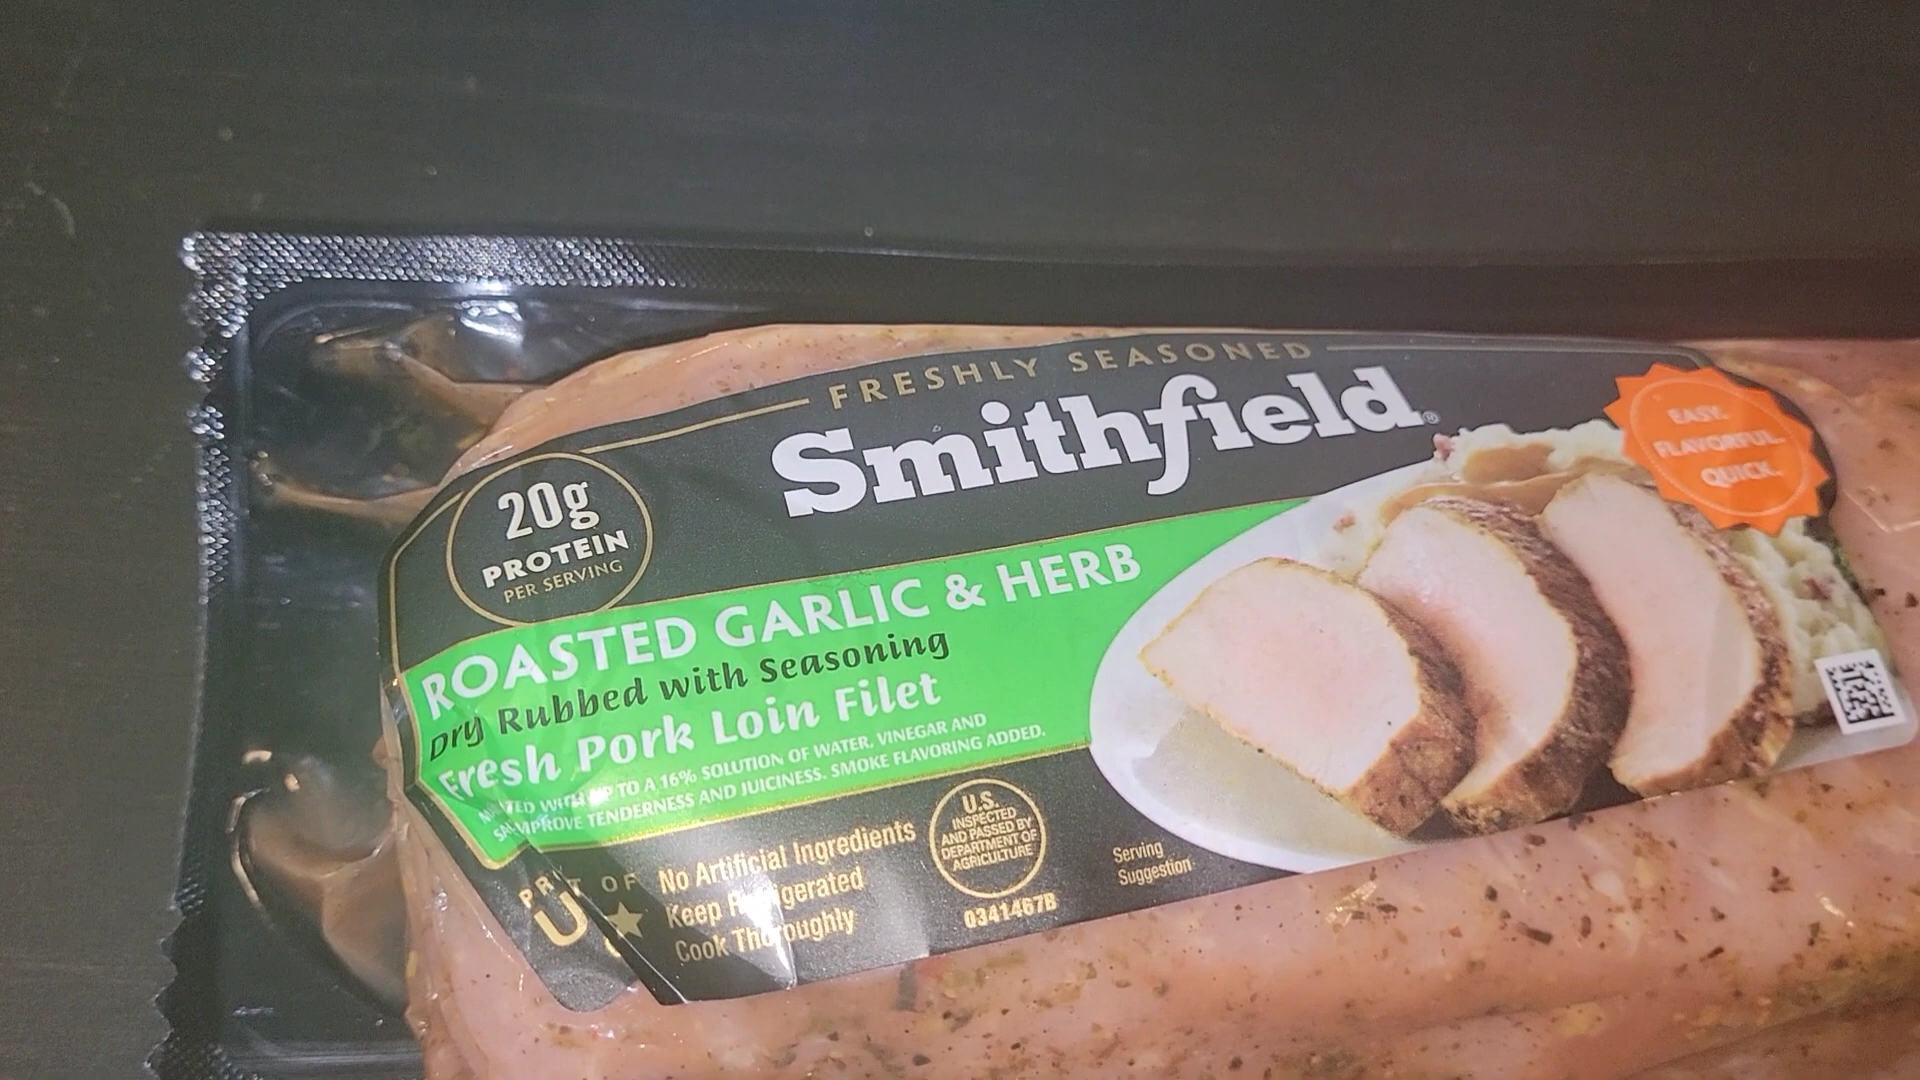 FRESHLY SEASONED
Smithfield®
EASY.
FLAVORFUL.
QUICK.
20g
PROTEIN
PER SERVING
ROASTED GARLIC & HERB
Dry Rubbed with Seasoning
Fresh Pork Loin Filet
TO A 16% SOLUTION OF WATER, VINEGAR AND
IMPROVE TENDERNESS AND JUICINESS. SMOKE FLAVORING ADDED.
OF
No Artificial Ingredients
Keep Refrigerated
Cook Thoroughly
U.S.
INSPECTED
AND PASSED BY
DEPARTMENT OF
AGRICULTURE
0341467B
Serving
Suggestion